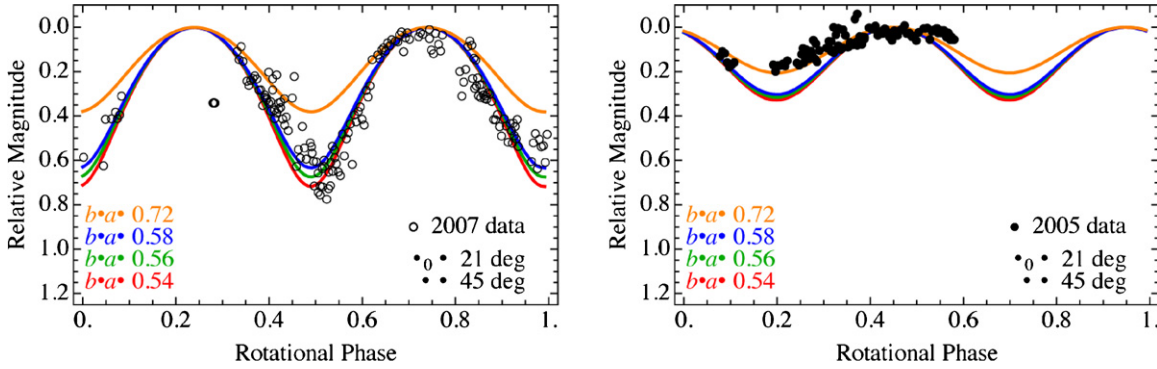 0.0
0.2
0.4
0.6
0.8
1.0
1.2
Relative Magnitude
b•a• 0.72
b•a• 0.58
b•a• 0.56
b•a• 0.54
2007 data
•0 • 21 deg
• • 45 deg
0. 0.2 0.4 0.6 0.8 1.
Rotational Phase
0.0
0.2
0.4
0.6
0.8
1.0
1.2
Relative Magnitude
b•a• 0.72
b•a• 0.58
b•a• 0.56
b•a• 0.54
2005 data
•0 • 21 deg
• • 45 deg
0. 0.2 0.4 0.6 0.8 1.
Rotational Phase